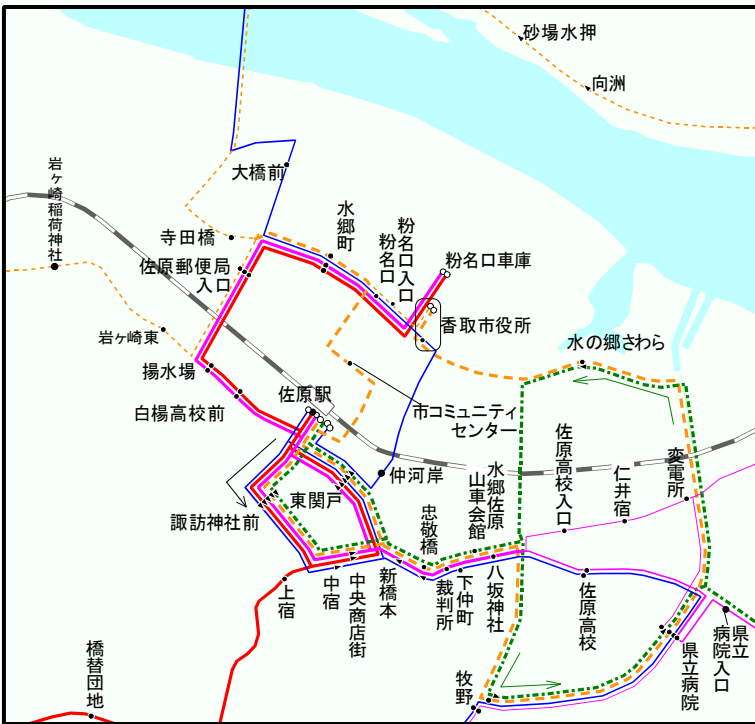 砂場水押
向洲
大橋前
岩ヶ崎稲荷神社
寺田橋
水郷町
粉名口
粉名口入口
粉名口車庫
佐原郵便局
入口
香取市役所
岩ヶ崎東
揚水場
水の郷さわら
白楊高校前
佐原駅
市コミュニティ
センター
佐原高校入口
仁井宿
変電所
仲河岸
東関戸
諏訪神社前
忠敬橋
水郷佐原
山車会館
上宿
中宿
中央商店街
新橋本
裁判所
下仲町
八坂神社
佐原高校
県立病院
県立
病院入口
牧野
橋替団地